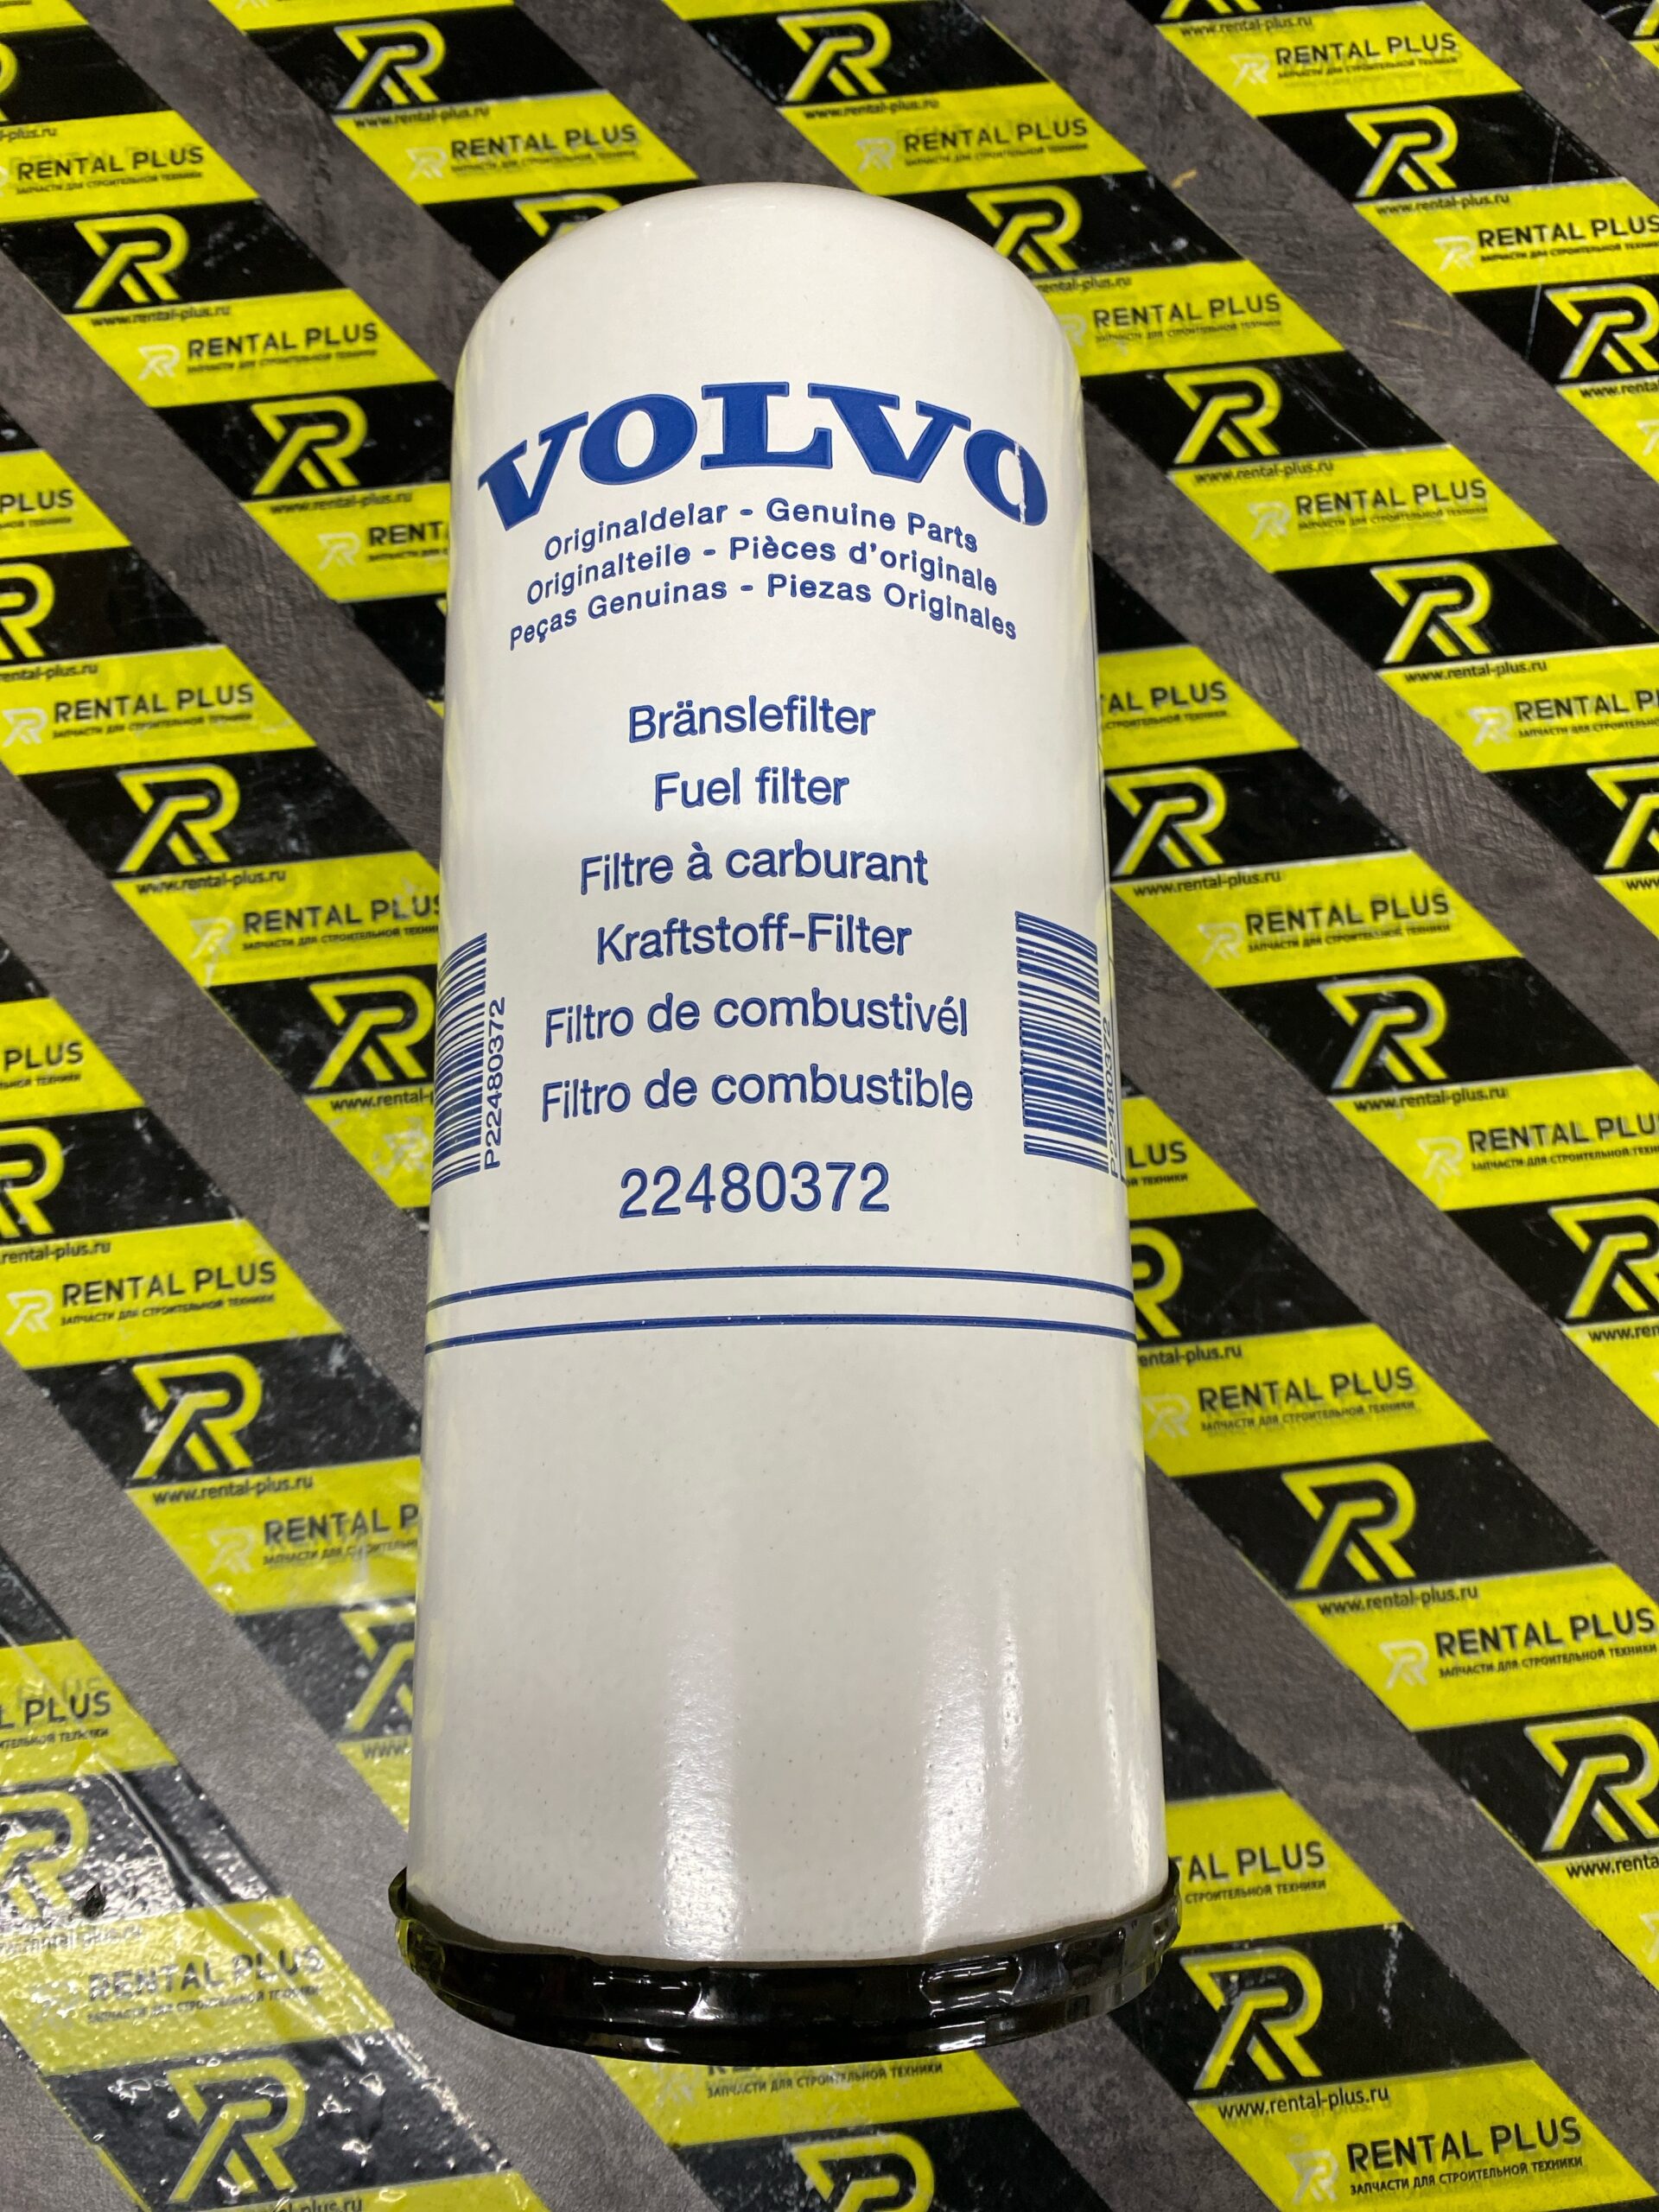 VOLVO
Originaldelar - Genuine Parts
Originalteile - Pièces d'originale
Peças Genuinas - Piezas Originales
Bränslefilter
Fuel filter
Filtre à carburant
Kraftstoff-Filter
Filtro de combustivél
Filtro de combustible
22480372
P22480372
P22480372
www.rental-plus.ru
RENTAL PLUS
ЗАПЧАСТИ ДЛЯ СТРОИТЕЛЬНОЙ ТЕХНИКИ